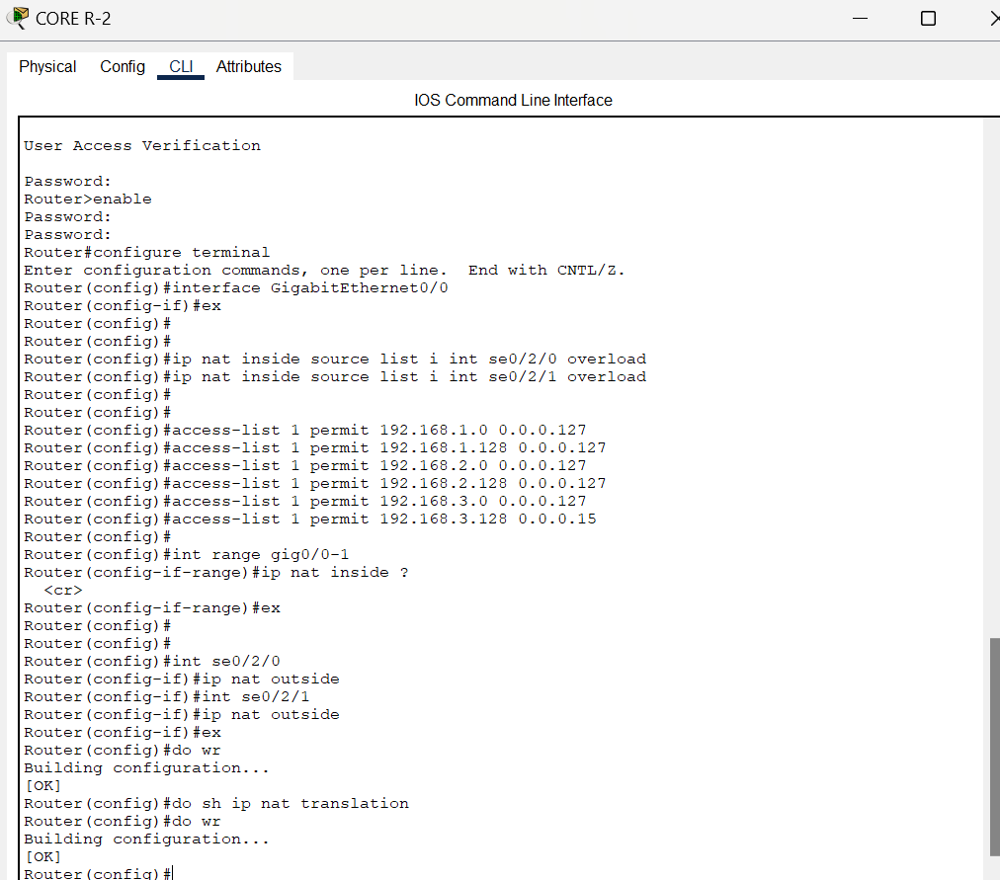 CORE R-2
Physical Config CLI Attributes
IOS Command Line Interface
User Access Verification
Password:
Router>enable
Password:
Password:
Router#configure terminal
Enter configuration commands, one per line.  End with CNTL/Z.
Router(config)#interface GigabitEthernet0/0
Router(config-if)#ex
Router(config)#
Router(config)#
Router(config)#ip nat inside source list i int se0/2/0 overload
Router(config)#ip nat inside source list i int se0/2/1 overload
Router(config)#
Router(config)#
Router(config)#access-list 1 permit 192.168.1.0 0.0.0.127
Router(config)#access-list 1 permit 192.168.1.128 0.0.0.127
Router(config)#access-list 1 permit 192.168.2.0 0.0.0.127
Router(config)#access-list 1 permit 192.168.2.128 0.0.0.127
Router(config)#access-list 1 permit 192.168.3.0 0.0.0.127
Router(config)#access-list 1 permit 192.168.3.128 0.0.0.15
Router(config)#
Router(config)#int range gig0/0-1
Router(config-if-range)#ip nat inside ?
  <cr>
Router(config-if-range)#ex
Router(config)#
Router(config)#
Router(config)#int se0/2/0
Router(config-if)#ip nat outside
Router(config-if)#int se0/2/1
Router(config-if)#ip nat outside
Router(config-if)#ex
Router(config)#do wr
Building configuration...
[OK]
Router(config)#do sh ip nat translation
Router(config)#do wr
Building configuration...
[OK]
Router(config)#